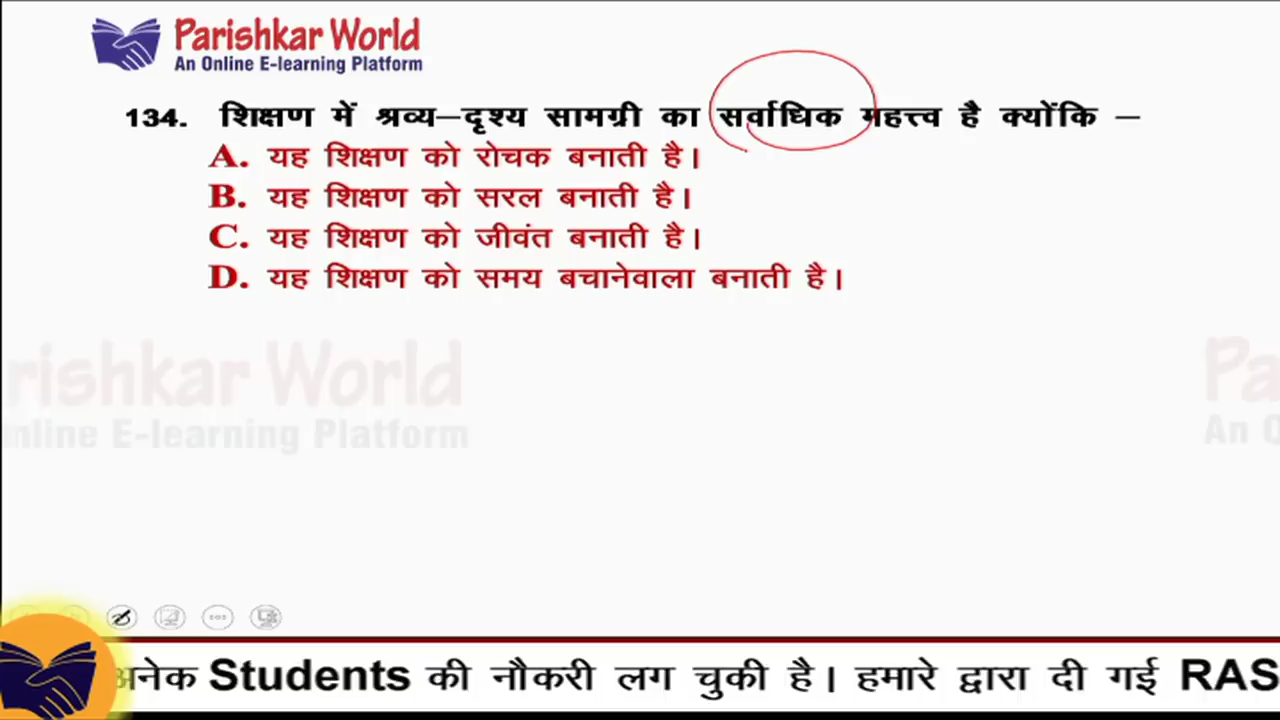 Parishkar World
An Online E-learning Platform
134. शिक्षण में श्रव्य–दृश्य सामग्री का सर्वाधिक महत्त्व है क्योंकि –
A. यह शिक्षण को रोचक बनाती है।
B. यह शिक्षण को सरल बनाती है।
C. यह शिक्षण को जीवंत बनाती है।
D. यह शिक्षण को समय बचानेवाला बनाती है।
rishkar World
Pa
nline E-learning Platform
An O
अनेक Students की नौकरी लग चुकी है। हमारे द्वारा दी गई RAS